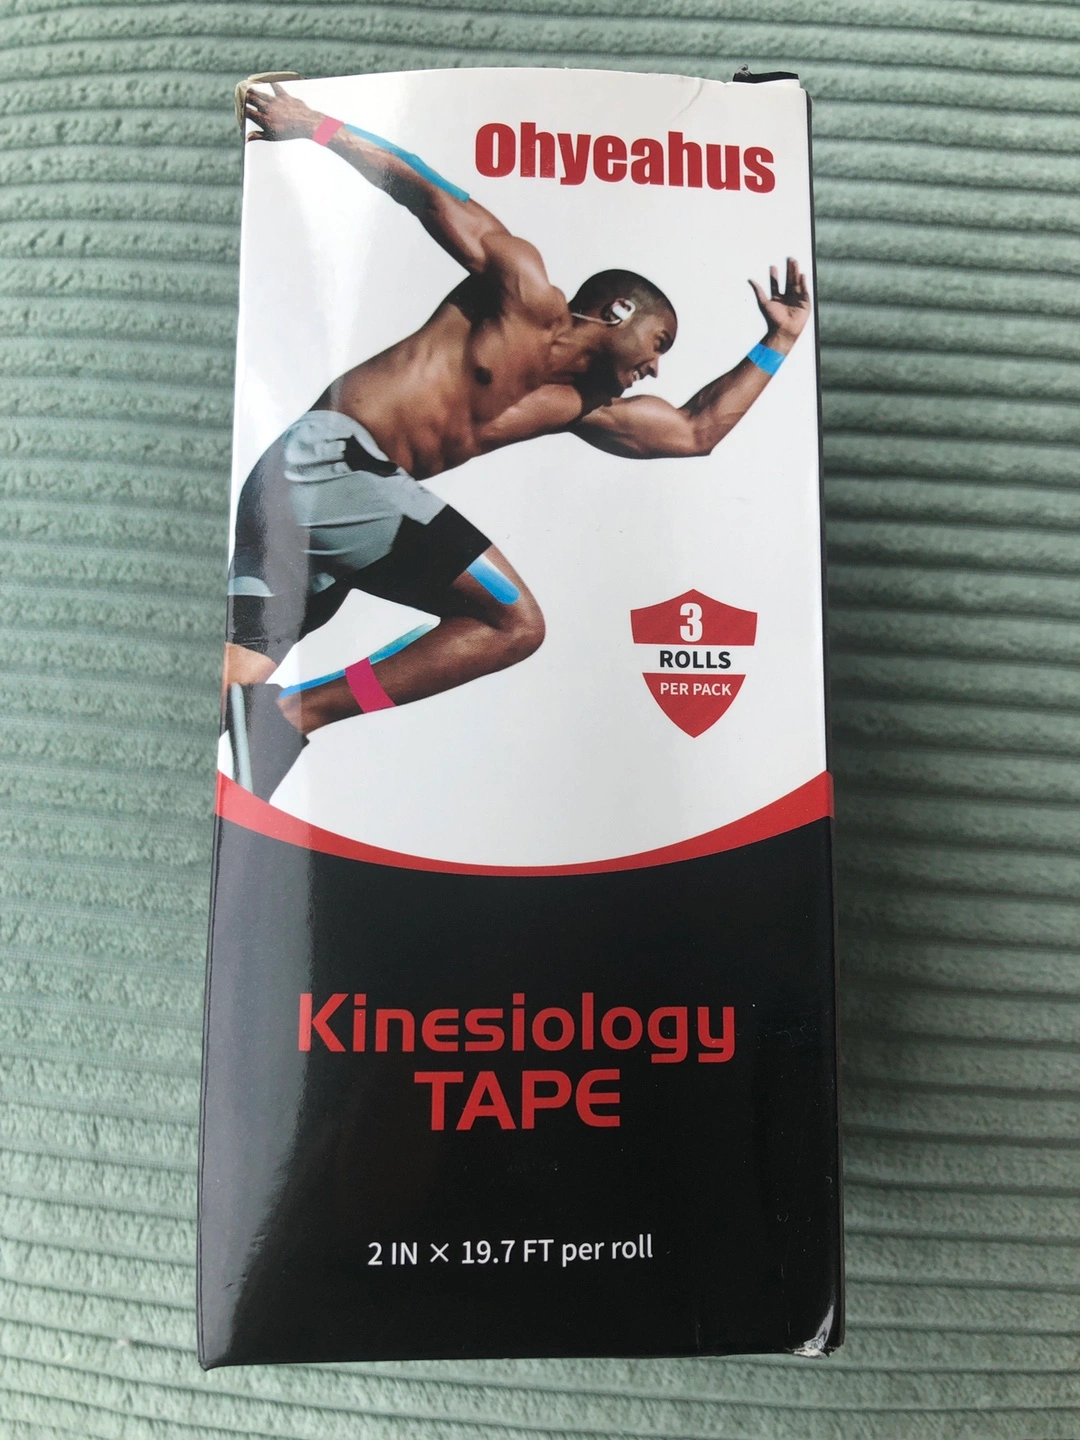 Ohyeahus
3
ROLLS
PER PACK
Kinesiology
TAPE
2 IN × 19.7 FT per roll